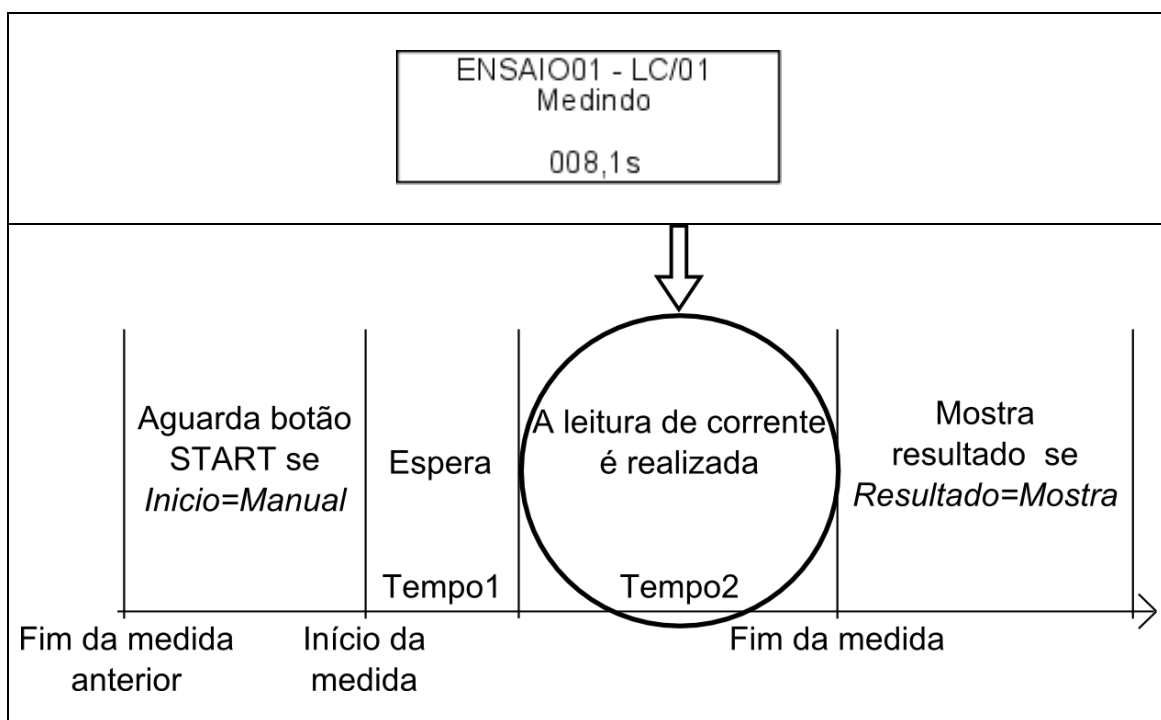 ENSAIO01 - LC/01
Medindo
008,1s
Aguarda botão
START se
Inicio=Manual
Espera
A leitura de corrente
é realizada
Mostra
resultado se
Resultado=Mostra
Tempo1
Tempo2
Fim da medida
anterior
Início da
medida
Fim da medida